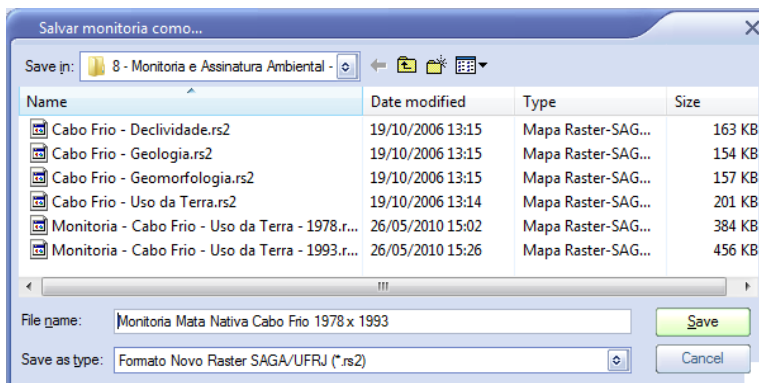 Salvar monitoria como...
Save in: 8 - Monitoria e Assinatura Ambiental -
Name Date modified Type Size
Cabo Frio - Declividade.rs2 19/10/2006 13:15 Mapa Raster-SAG... 163 KB
Cabo Frio - Geologia.rs2 19/10/2006 13:15 Mapa Raster-SAG... 154 KB
Cabo Frio - Geomorfologia.rs2 19/10/2006 13:15 Mapa Raster-SAG... 157 KB
Cabo Frio - Uso da Terra.rs2 19/10/2006 13:14 Mapa Raster-SAG... 201 KB
Monitoria - Cabo Frio - Uso da Terra - 1978.r... 26/05/2010 15:02 Mapa Raster-SAG... 384 KB
Monitoria - Cabo Frio - Uso da Terra - 1993.r... 26/05/2010 15:26 Mapa Raster-SAG... 456 KB
File name: Monitoria Mata Nativa Cabo Frio 1978 x 1993 Save
Save as type: Formato Novo Raster SAGA/UFRJ (*.rs2) Cancel